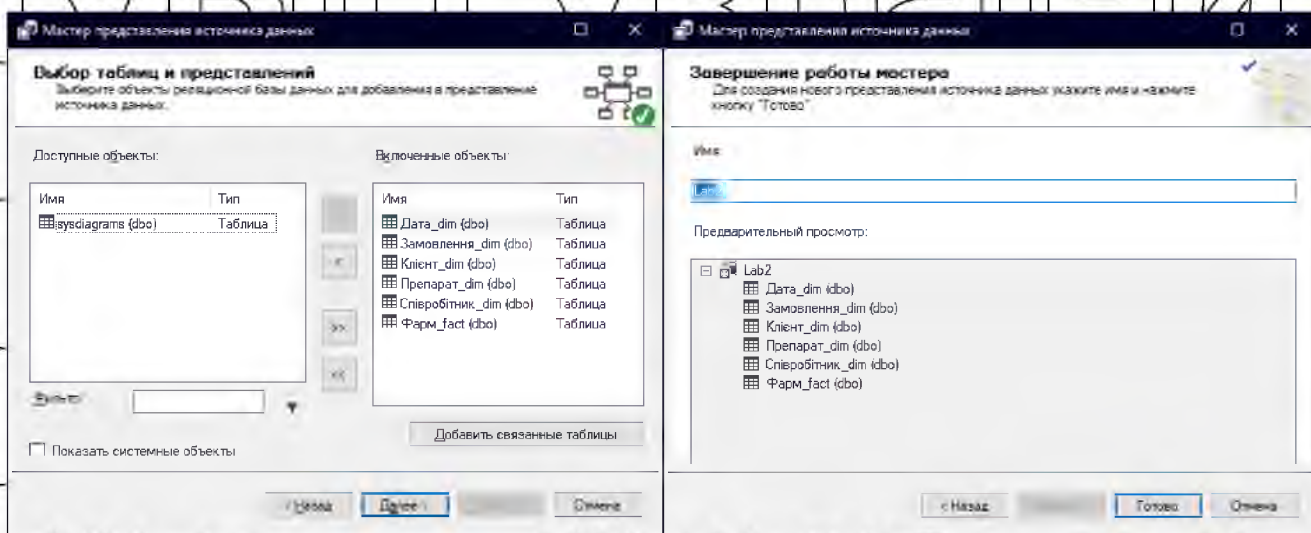 Мастер представления источника данных
Выбор таблиц и представлений
Выберите объекты реляционной базы данных для добавления в представление
источника данных.
Доступные объекты:
Включенные объекты:
Имя Тип
sysdiagrams (dbo) Таблица
Имя Тип
Дата_dim (dbo) Таблица
Замовлення_dim (dbo) Таблица
Клієнт_dim (dbo) Таблица
Препарат_dim (dbo) Таблица
Співробітник_dim (dbo) Таблица
Фарм_fact (dbo) Таблица
<
>>
<<
Фильтр:
Добавить связанные таблицы
Показать системные объекты
< Назад Далее > Отмена
Мастер представления источника данных
Завершение работы мастера
Для создания нового представления источника данных укажите имя и нажмите
кнопку "Готово".
Имя:
Предварительный просмотр:
Lab2
Дата_dim (dbo)
Замовлення_dim (dbo)
Клієнт_dim (dbo)
Препарат_dim (dbo)
Співробітник_dim (dbo)
Фарм_fact (dbo)
< Назад Готово Отмена